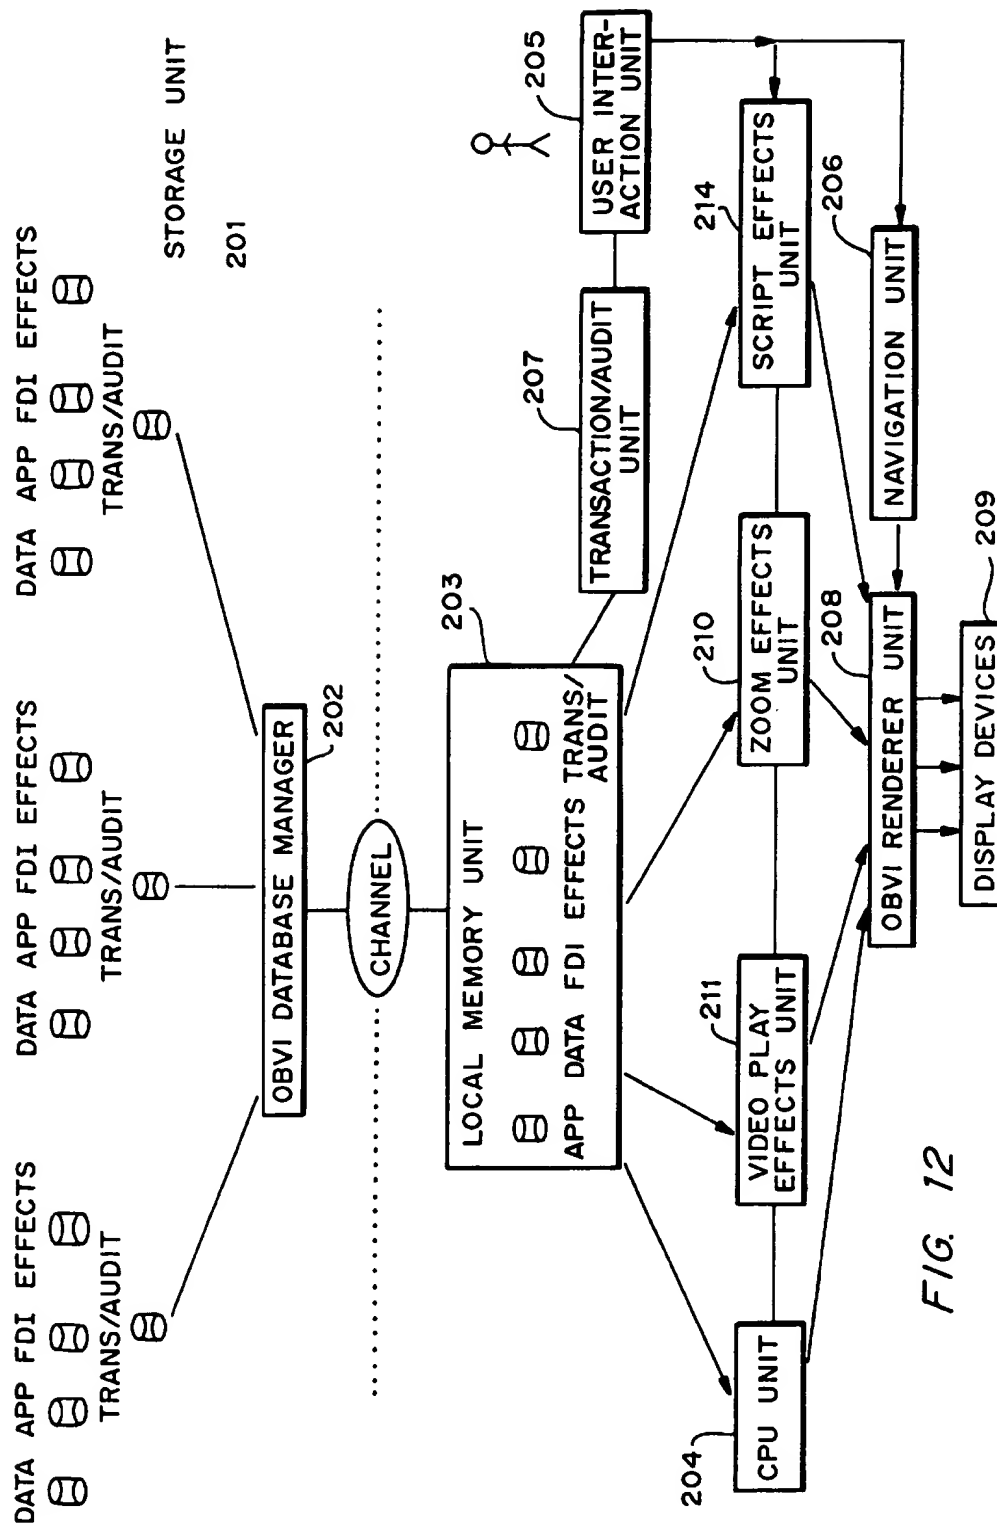 DATA APP FDI EFFECTS
TRANS/AUDIT
DATA APP FDI EFFECTS
TRANS/AUDIT
DATA APP FDI EFFECTS
TRANS/AUDIT
STORAGE UNIT
201
OBVI DATABASE MANAGER
202
CHANNEL
LOCAL MEMORY UNIT
203
APP DATA FDI EFFECTS TRANS/
AUDIT
TRANSACTION/AUDIT
UNIT
207
USER INTER-
ACTION UNIT
205
204
CPU UNIT
VIDEO PLAY
EFFECTS UNIT
211
ZOOM EFFECTS
UNIT
210
SCRIPT EFFECTS
UNIT
214
OBVI RENDERER UNIT
208
NAVIGATION UNIT
206
DISPLAY DEVICES
209
FIG. 12